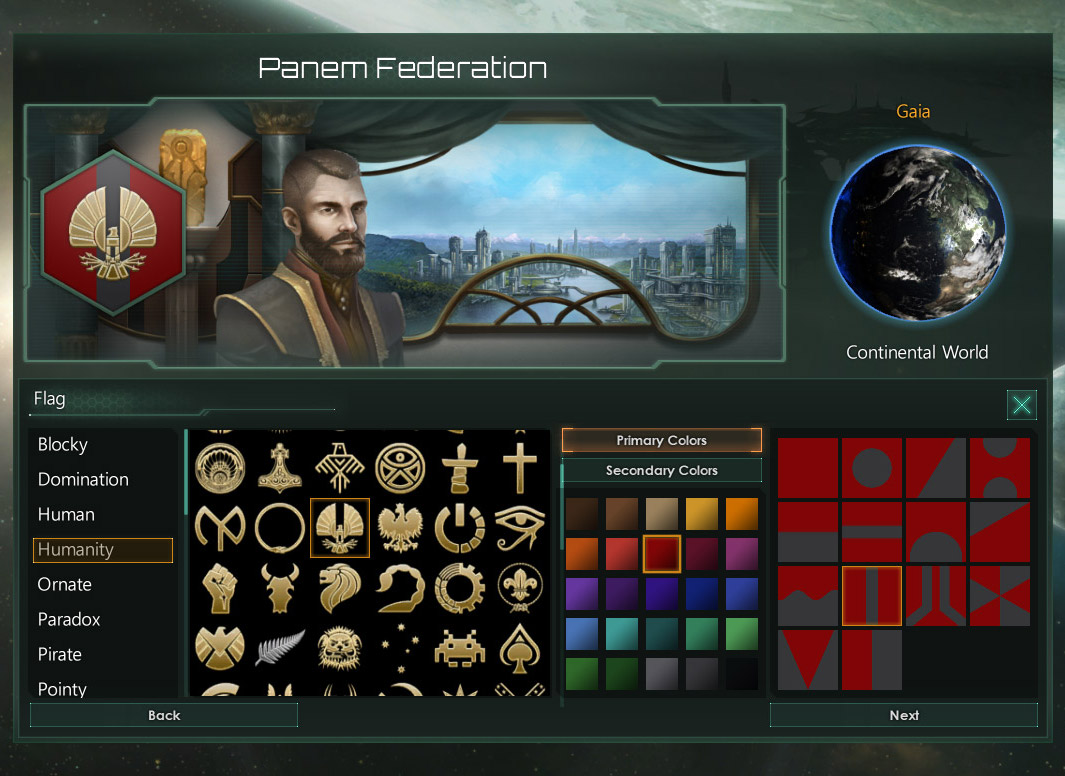 Panem Federation
Gaia
Continental World
Flag
Blocky
Domination
Human
Humanity
Ornate
Paradox
Pirate
Pointy
Primary Colors
Secondary Colors
Back
Next